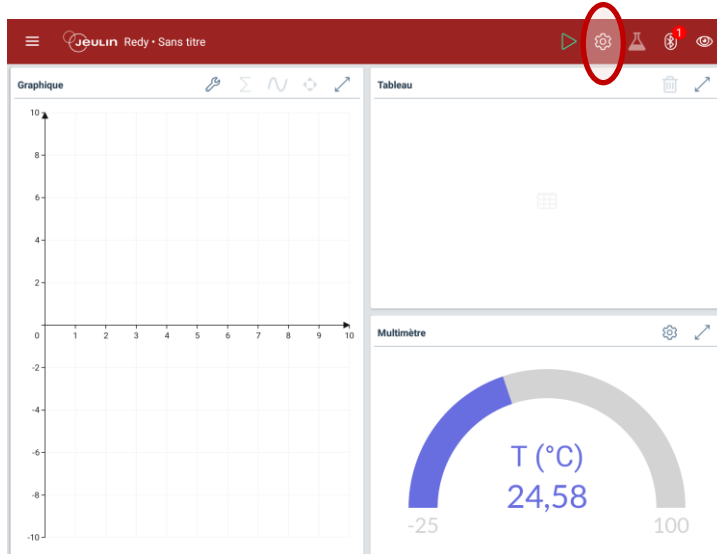 Jeulin Redy • Sans titre
1
Graphique
10
8
6
4
2
0
1 2 3 4 5 6 7 8 9 10
-2
-4
-6
-8
-10
Tableau
Multimètre
T (°C)
24,58
-25 100